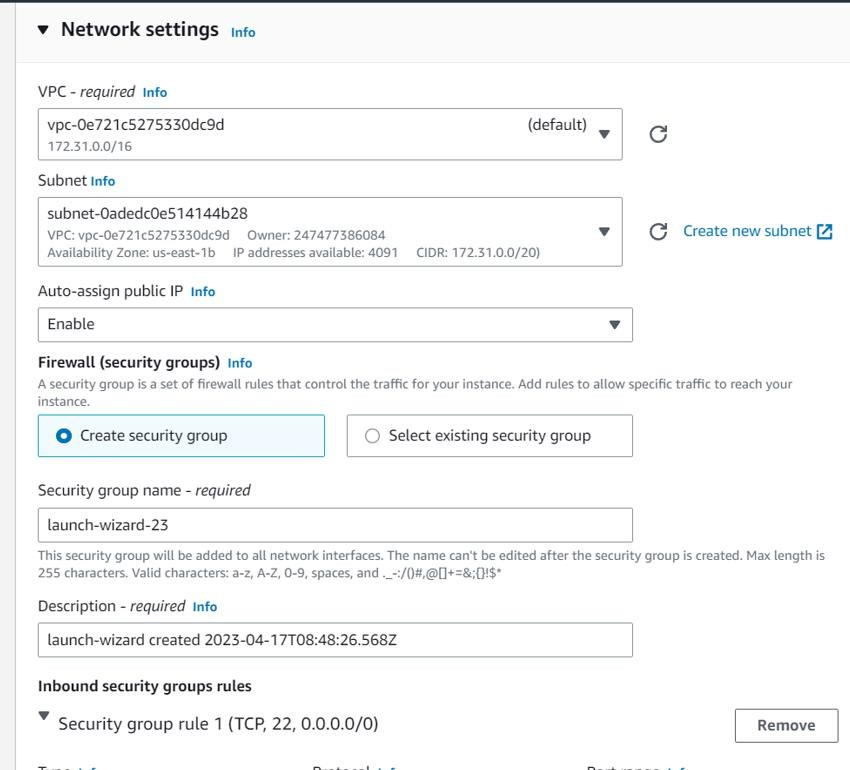 Network settings Info
VPC - required Info
vpc-0e721c5275330dc9d (default)
172.31.0.0/16
Subnet Info
subnet-0adedc0e514144b28
VPC: vpc-0e721c5275330dc9d Owner: 247477386084
Availability Zone: us-east-1b IP addresses available: 4091 CIDR: 172.31.0.0/20)
Create new subnet
Auto-assign public IP Info
Enable
Firewall (security groups) Info
A security group is a set of firewall rules that control the traffic for your instance. Add rules to allow specific traffic to reach your
instance.
Create security group Select existing security group
Security group name - required
launch-wizard-23
This security group will be added to all network interfaces. The name can't be edited after the security group is created. Max length is
255 characters. Valid characters: a-z, A-Z, 0-9, spaces, and ._-:/()#,@[]+=&;{}!$*
Description - required Info
launch-wizard created 2023-04-17T08:48:26.568Z
Inbound security groups rules
Security group rule 1 (TCP, 22, 0.0.0.0/0) Remove